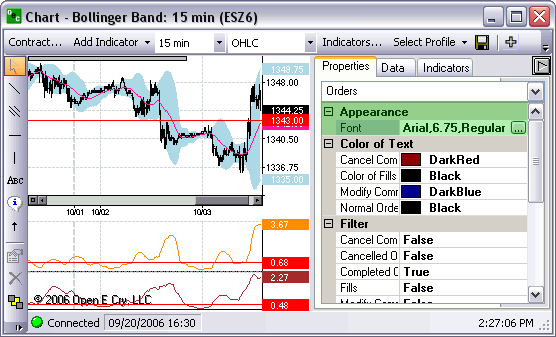 Chart - Bollinger Band: 15 min (ESZ6)
Contract... Add Indicator 15 min OHLC Indicators... Select Profile
Properties Data Indicators
Orders
Appearance
Font Arial,6.75,Regular ...
Color of Text
Cancel Com DarkRed
Color of Fills Black
Modify Comr DarkBlue
Normal Orde Black
Filter
Cancel Com False
Cancelled O False
Completed C True
Fills False
Modify Comr False
ABC
1349.75
1348.00
1344.25
1343.00
1340.50
1336.75
1335.00
10/01 10/02 10/03
3.67
0.68
2.27
0.48
© 2006 Open E Cry, LLC
Connected 09/20/2006 16:30 2:27:06 PM